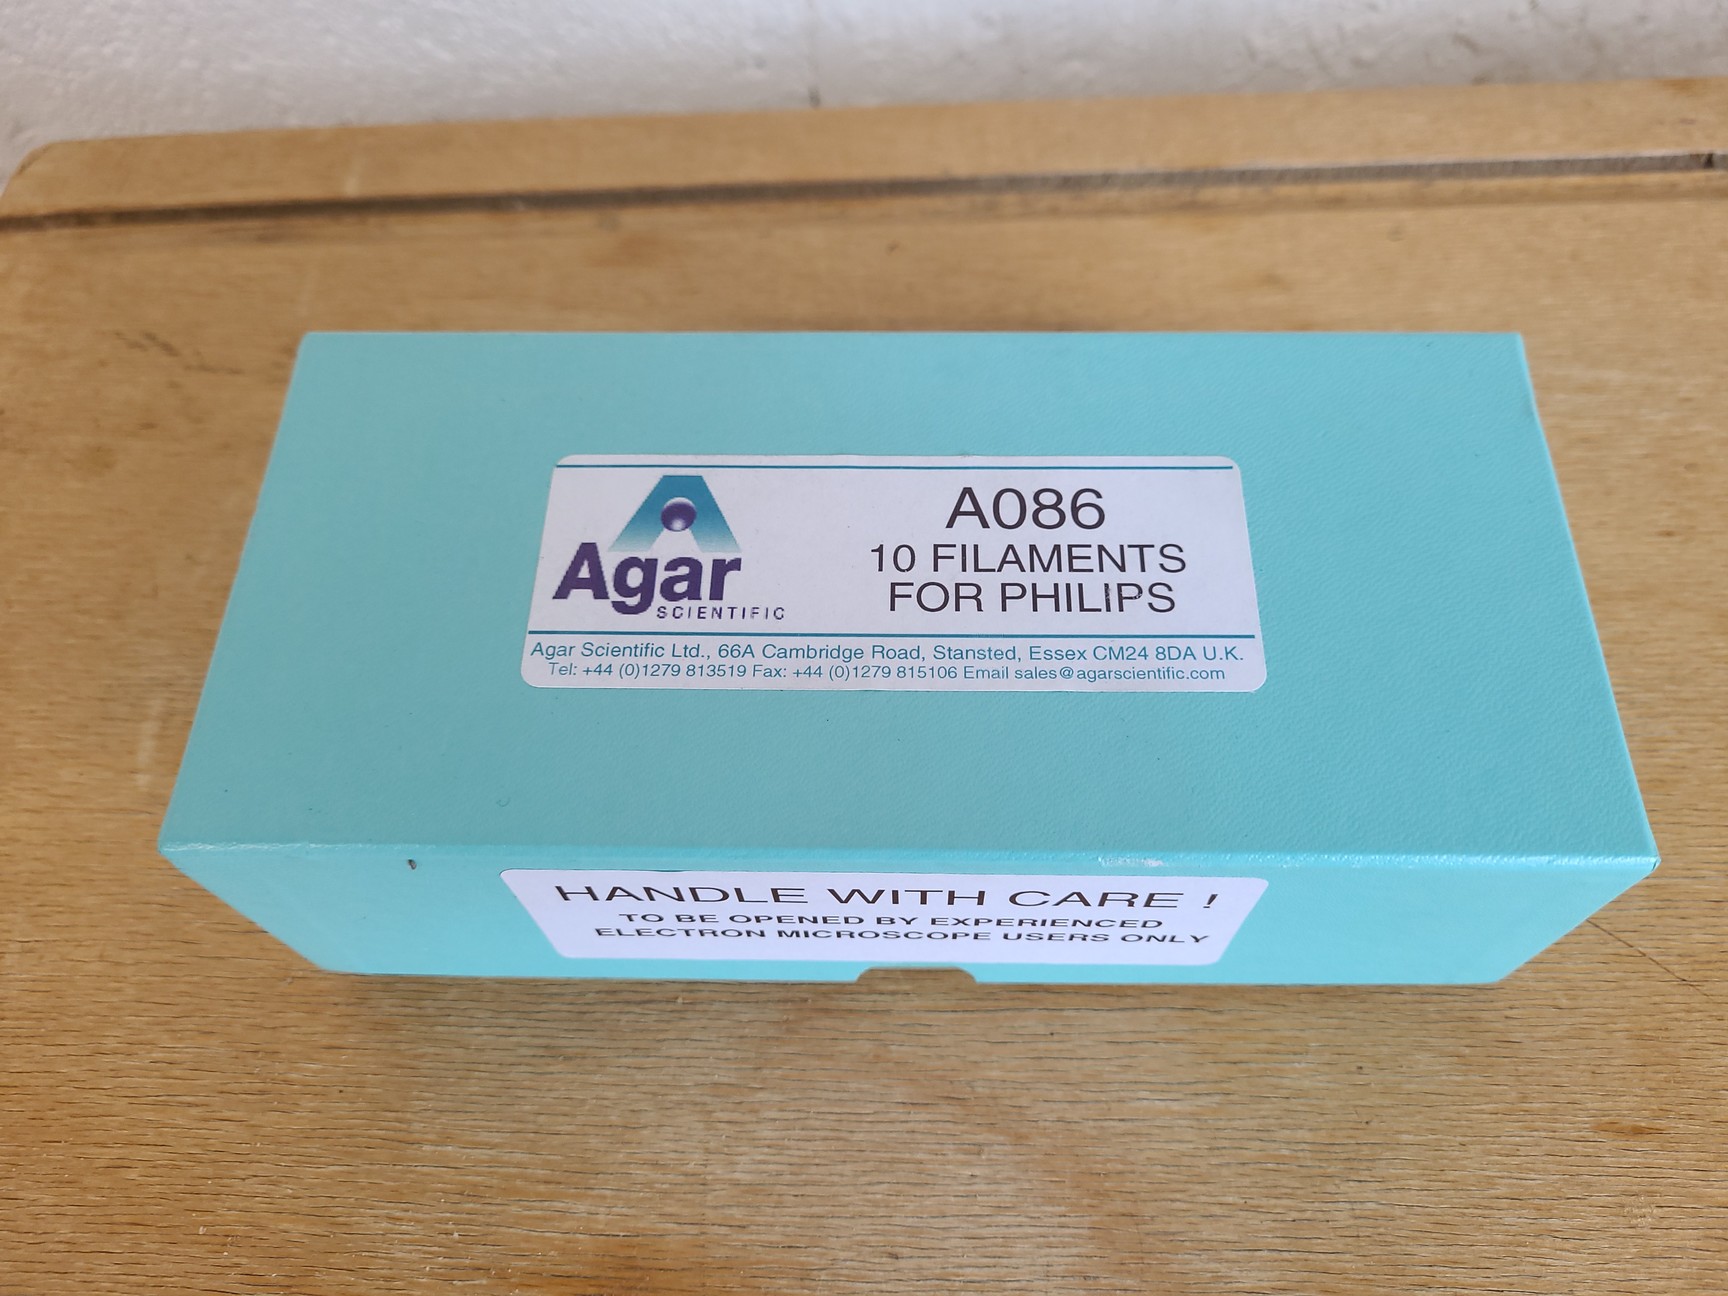 Agar
SCIENTIFIC
A086
10 FILAMENTS
FOR PHILIPS
Agar Scientific Ltd., 66A Cambridge Road, Stansted, Essex CM24 8DA U.K.
Tel: +44 (0)1279 813519 Fax: +44 (0)1279 815106 Email sales@agarscientific.com
HANDLE WITH CARE !
TO BE OPENED BY EXPERIENCED
ELECTRON MICROSCOPE USERS ONLY